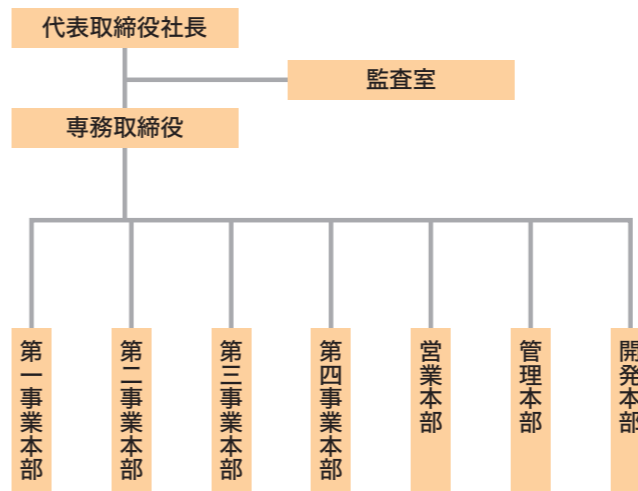 代表取締役社長
監査室
専務取締役
第一事業本部
第二事業本部
第三事業本部
第四事業本部
営業本部
管理本部
開発本部